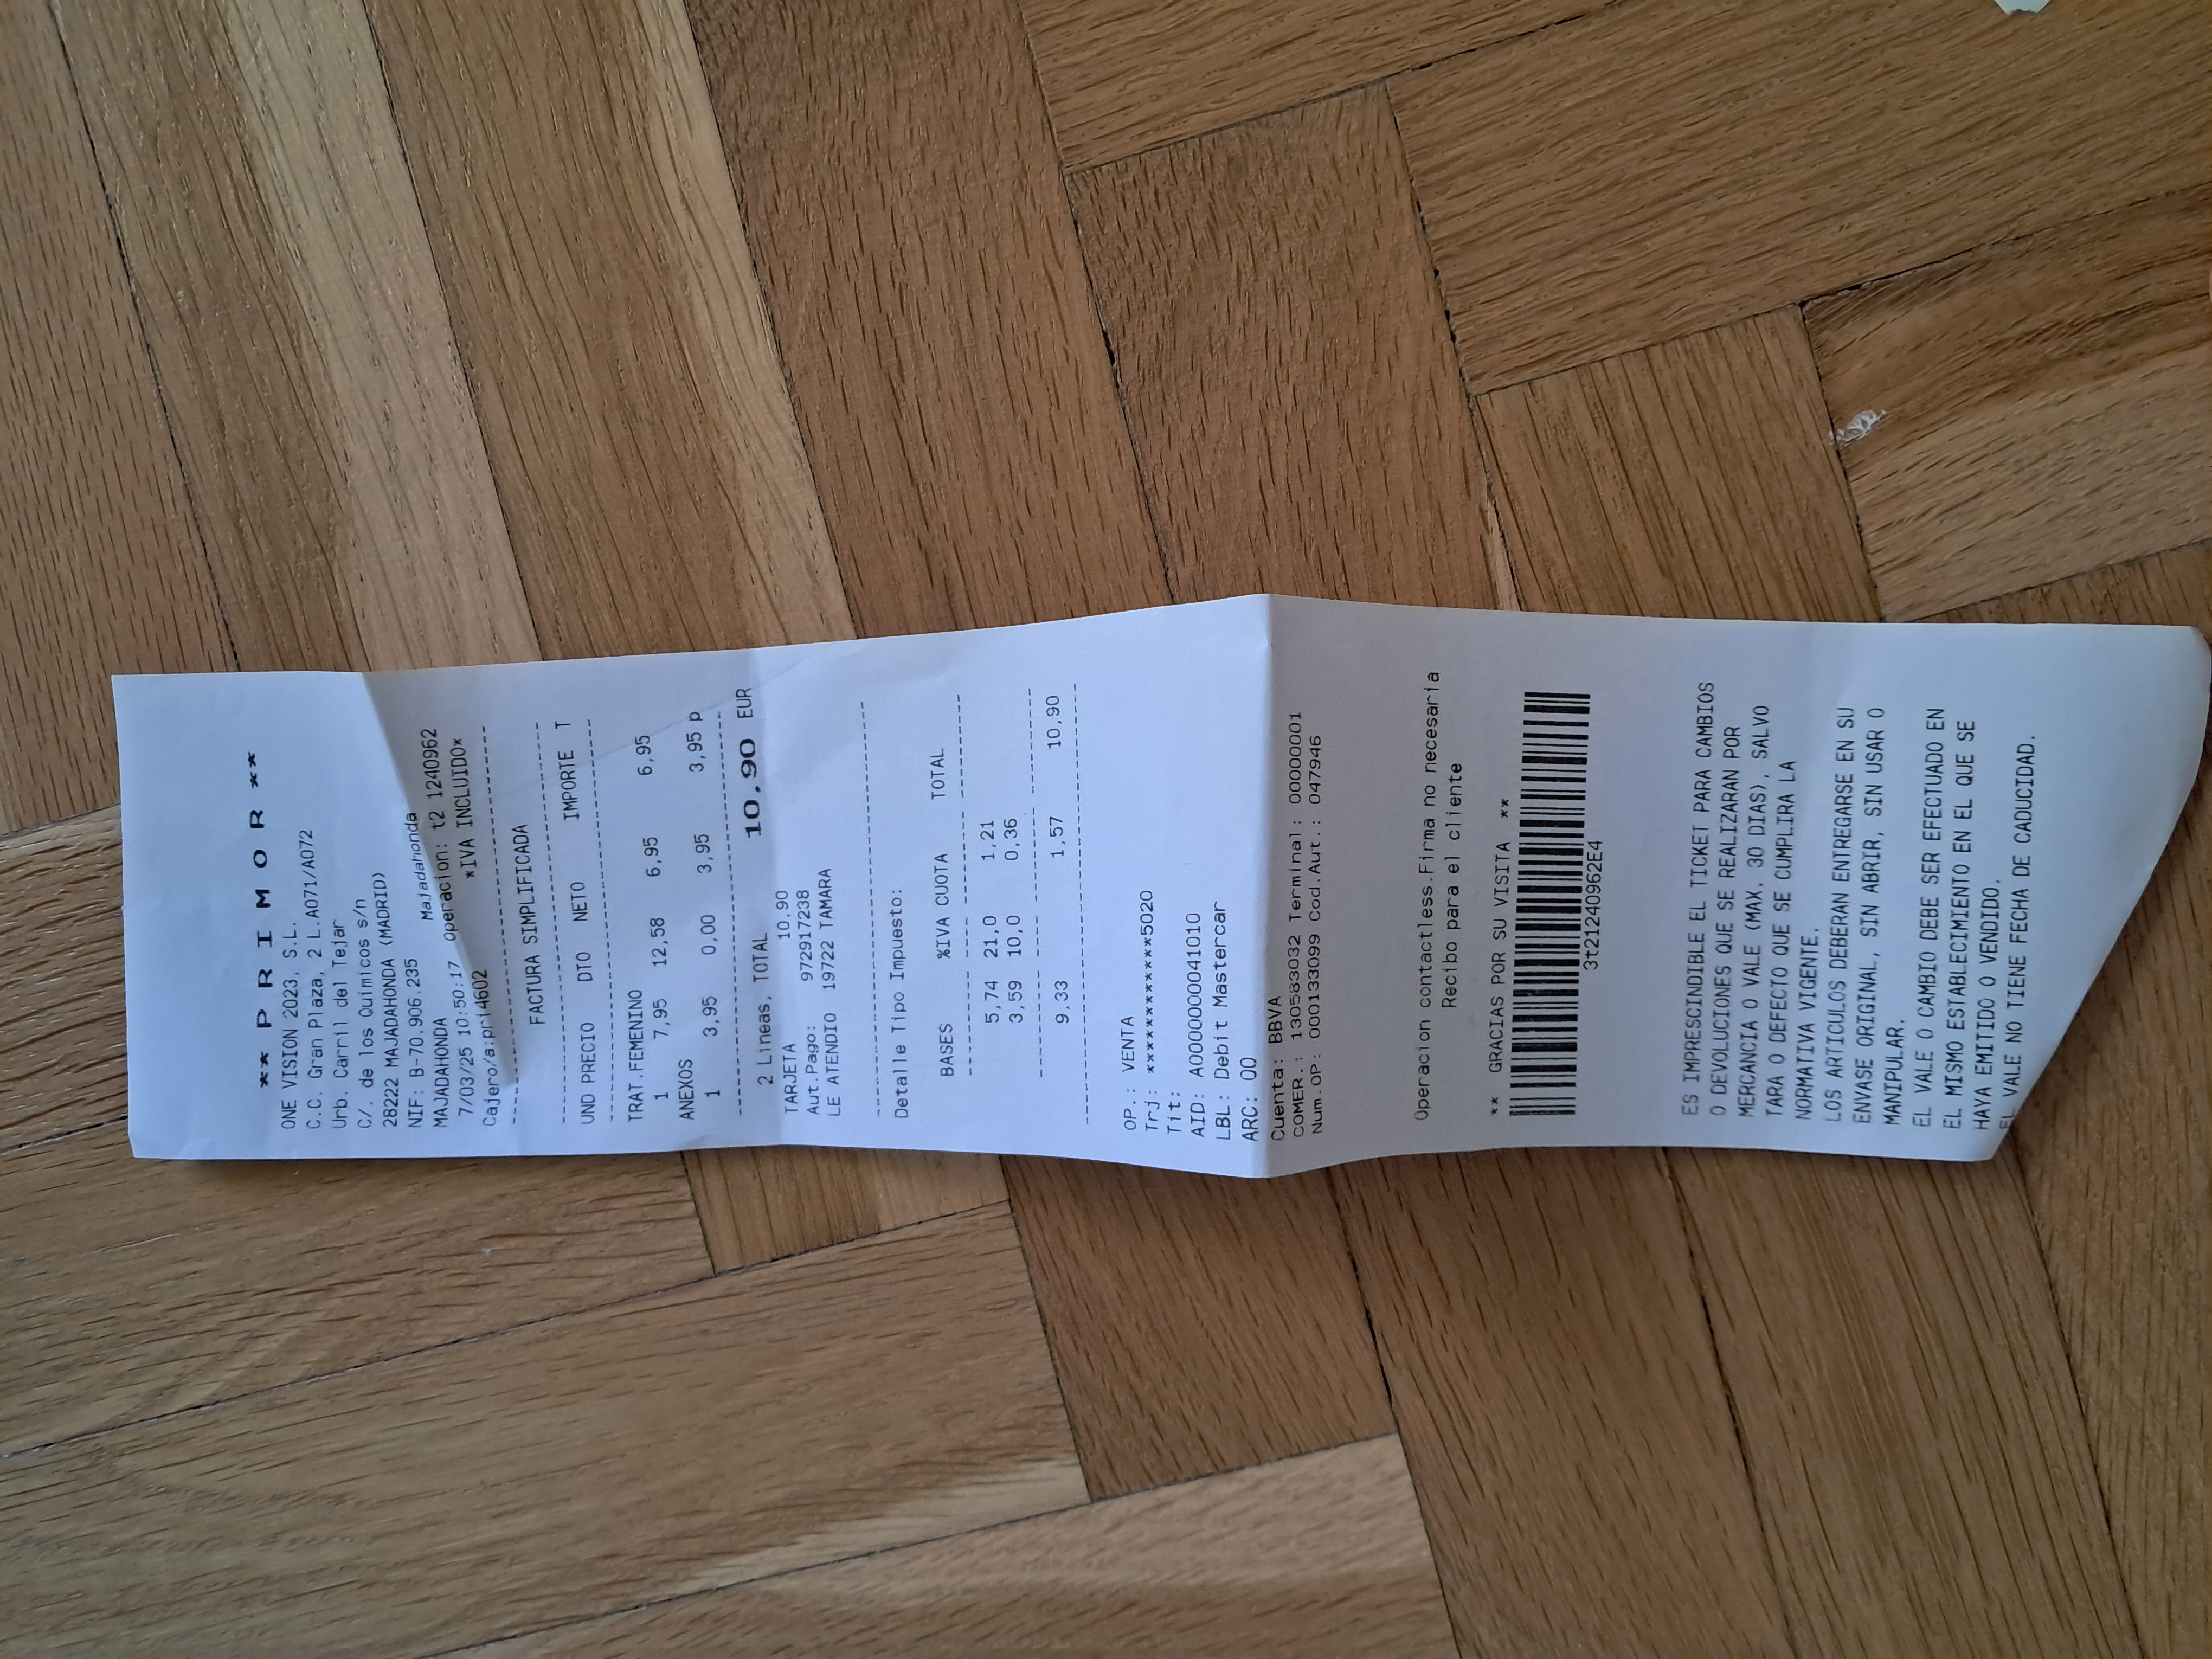 ** P R I M O R **
ONE VISION 2023, S.L.
C.C. Gran Plaza, 2 L.A071/A072
Urb. Carril del Tejar
C/. de los Quimicos s/n
28222 MAJADAHONDA (MADRID)
NIF: B-70.906.235
MAJADAHONDA Majadahonda
7/03/25 10:50:17 Operacion: t2 1240962
Cajero/a:pri4602 *IVA INCLUIDO*
FACTURA SIMPLIFICADA
UND PRECIO DTO NETO IMPORTE T
TRAT.FEMENINO
1 7,95 12,58 6,95 6,95
ANEXOS
1 3,95 0,00 3,95 3,95 p
2 Lineas, TOTAL 10,90 EUR
TARJETA 10,90
Aut.Pago: 972917238
LE ATENDIO 19722 TAMARA
Detalle Tipo Impuesto:
BASES %IVA CUOTA TOTAL
5,74 21,0 1,21
3,59 10,0 0,36
9,33 1,57 10,90
OP.: VENTA
Trj: ************5020
Tit:
AID: A0000000041010
LBL: Debit Mastercar
ARC: 00
Cuenta: BBVA
COMER.: 130583032 Terminal: 00000001
Num.OP: 000133099 Cod.Aut.: 047946
Operacion contactless.Firma no necesaria
Recibo para el cliente
** GRACIAS POR SU VISITA **
3t21240962E4
ES IMPRESCINDIBLE EL TICKET PARA CAMBIOS
O DEVOLUCIONES QUE SE REALIZARAN POR
MERCANCIA O VALE (MAX. 30 DIAS), SALVO
TARA O DEFECTO QUE SE CUMPLIRA LA
NORMATIVA VIGENTE.
LOS ARTICULOS DEBERAN ENTREGARSE EN SU
ENVASE ORIGINAL, SIN ABRIR, SIN USAR O
MANIPULAR.
EL VALE O CAMBIO DEBE SER EFECTUADO EN
EL MISMO ESTABLECIMIENTO EN EL QUE SE
HAYA EMITIDO O VENDIDO.
EL VALE NO TIENE FECHA DE CADUCIDAD.